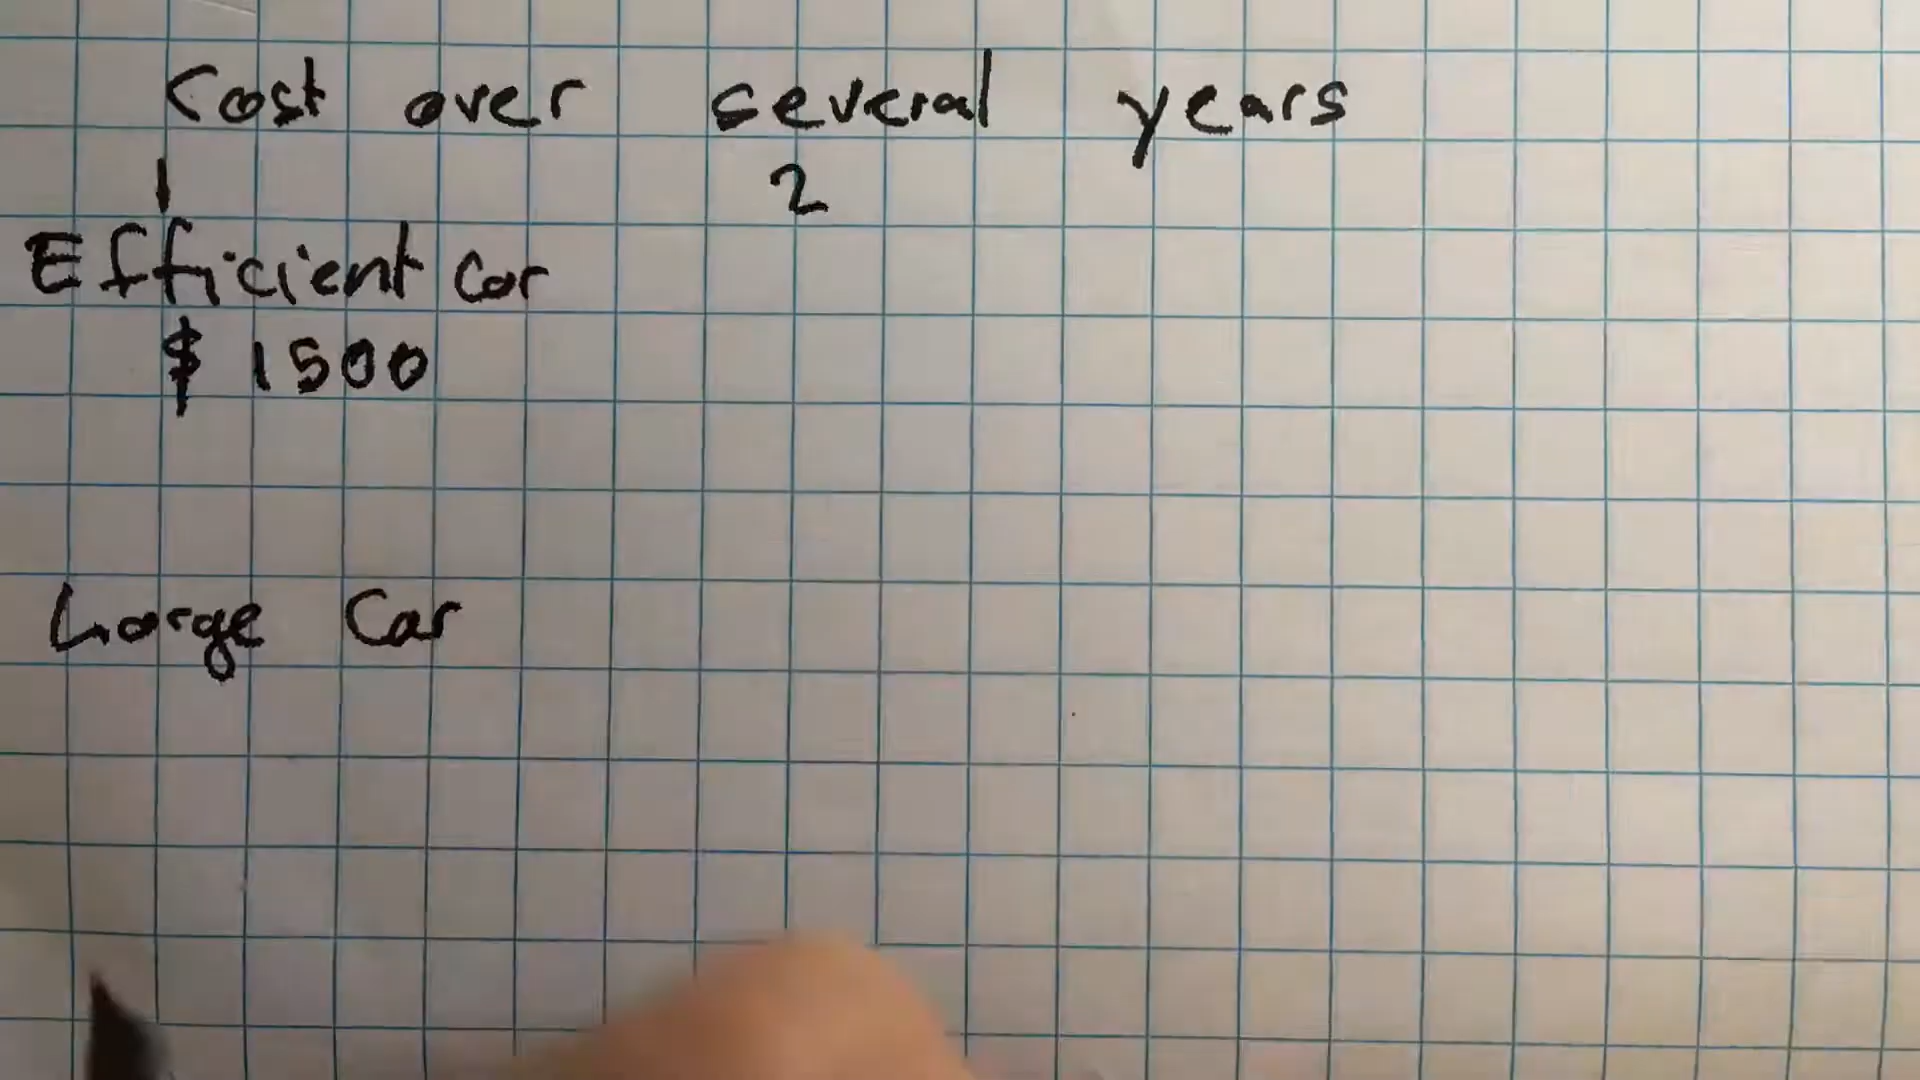 Cost over several years
1 2
Efficient Car
$ 1500
Large Car